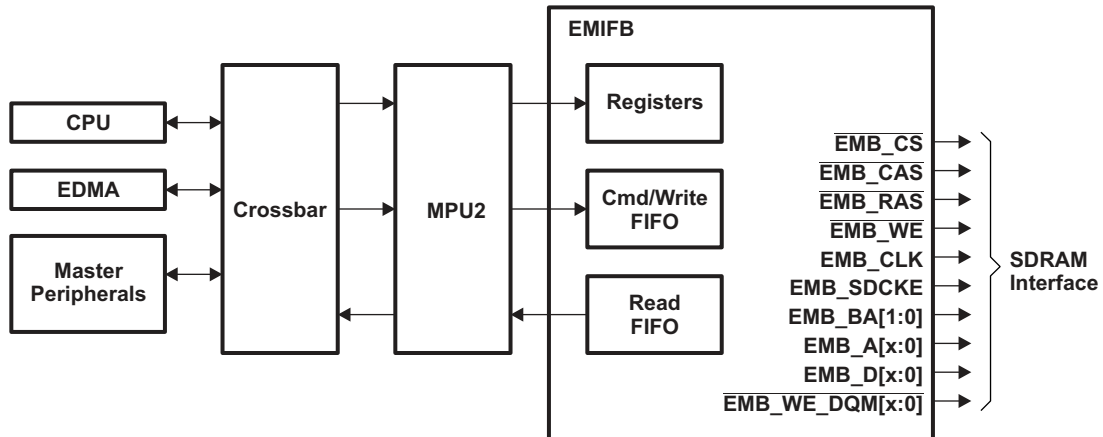 EMIFB
CPU
EDMA
Master
Peripherals
Crossbar
MPU2
Registers
Cmd/Write
FIFO
Read
FIFO
EMB_CS
EMB_CAS
EMB_RAS
EMB_WE
EMB_CLK
EMB_SDCKE
EMB_BA[1:0]
EMB_A[x:0]
EMB_D[x:0]
EMB_WE_DQM[x:0]
SDRAM
Interface